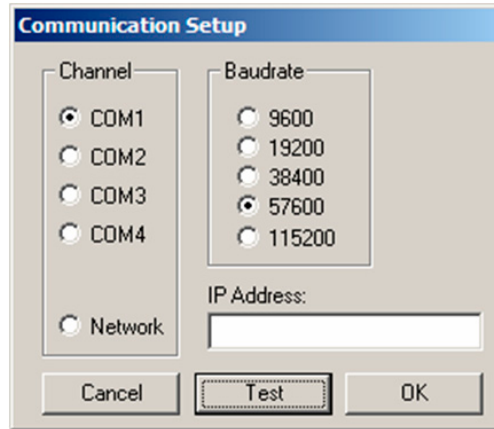 Communication Setup
Channel
COM1
COM2
COM3
COM4
Network
Baudrate
9600
19200
38400
57600
115200
IP Address:
Cancel
Test
OK